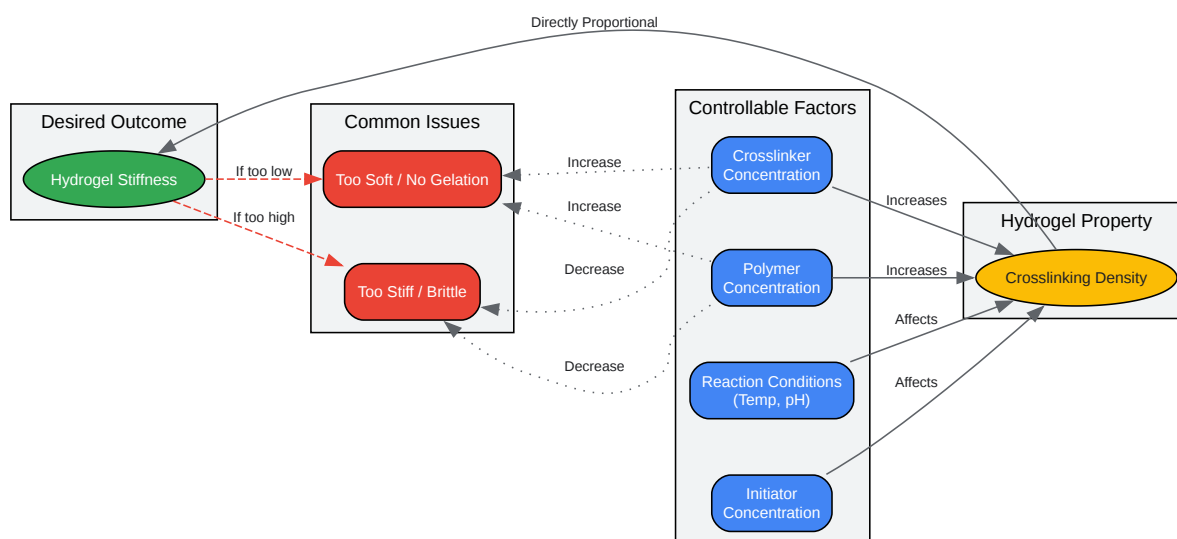 Directly Proportional
Desired Outcome
Hydrogel Stiffness
If too low
If too high
Common Issues
Too Soft / No Gelation
Too Stiff / Brittle
Increase
Increase
Decrease
Decrease
Controllable Factors
Crosslinker
Concentration
Polymer
Concentration
Reaction Conditions
(Temp, pH)
Initiator
Concentration
Increases
Increases
Affects
Affects
Hydrogel Property
Crosslinking Density